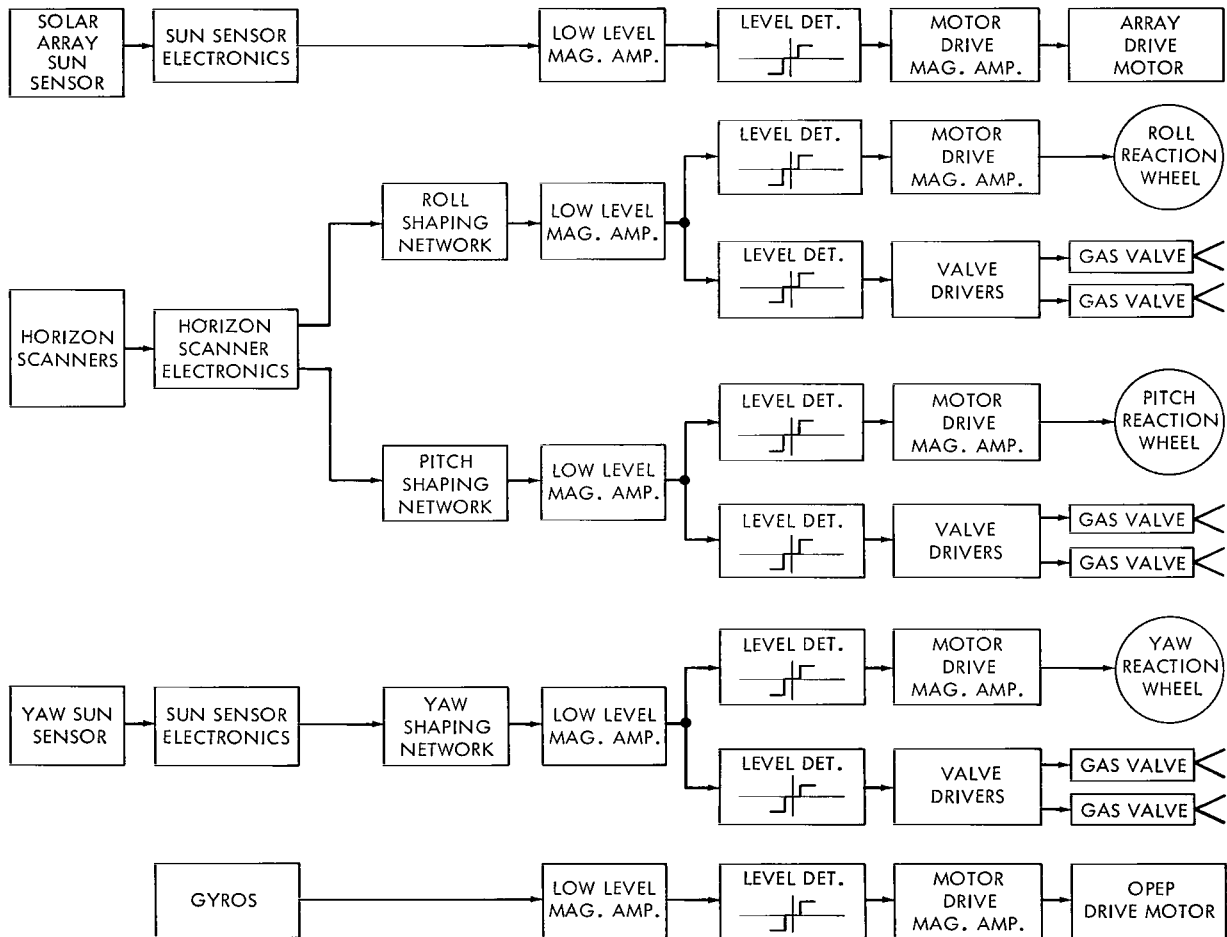 SOLAR
ARRAY
SUN
SENSOR
SUN SENSOR
ELECTRONICS
LOW LEVEL
MAG. AMP.
LEVEL DET.
MOTOR
DRIVE
MAG. AMP.
ARRAY
DRIVE
MOTOR
HORIZON
SCANNERS
HORIZON
SCANNER
ELECTRONICS
ROLL
SHAPING
NETWORK
LOW LEVEL
MAG. AMP.
LEVEL DET.
MOTOR
DRIVE
MAG. AMP.
ROLL
REACTION
WHEEL
LEVEL DET.
VALVE
DRIVERS
GAS VALVE
GAS VALVE
PITCH
SHAPING
NETWORK
LOW LEVEL
MAG. AMP.
LEVEL DET.
MOTOR
DRIVE
MAG. AMP.
PITCH
REACTION
WHEEL
LEVEL DET.
VALVE
DRIVERS
GAS VALVE
GAS VALVE
YAW SUN
SENSOR
SUN SENSOR
ELECTRONICS
YAW
SHAPING
NETWORK
LOW LEVEL
MAG. AMP.
LEVEL DET.
MOTOR
DRIVE
MAG. AMP.
YAW
REACTION
WHEEL
LEVEL DET.
VALVE
DRIVERS
GAS VALVE
GAS VALVE
GYROS
LOW LEVEL
MAG. AMP.
LEVEL DET.
MOTOR
DRIVE
MAG. AMP.
OPEP
DRIVE MOTOR